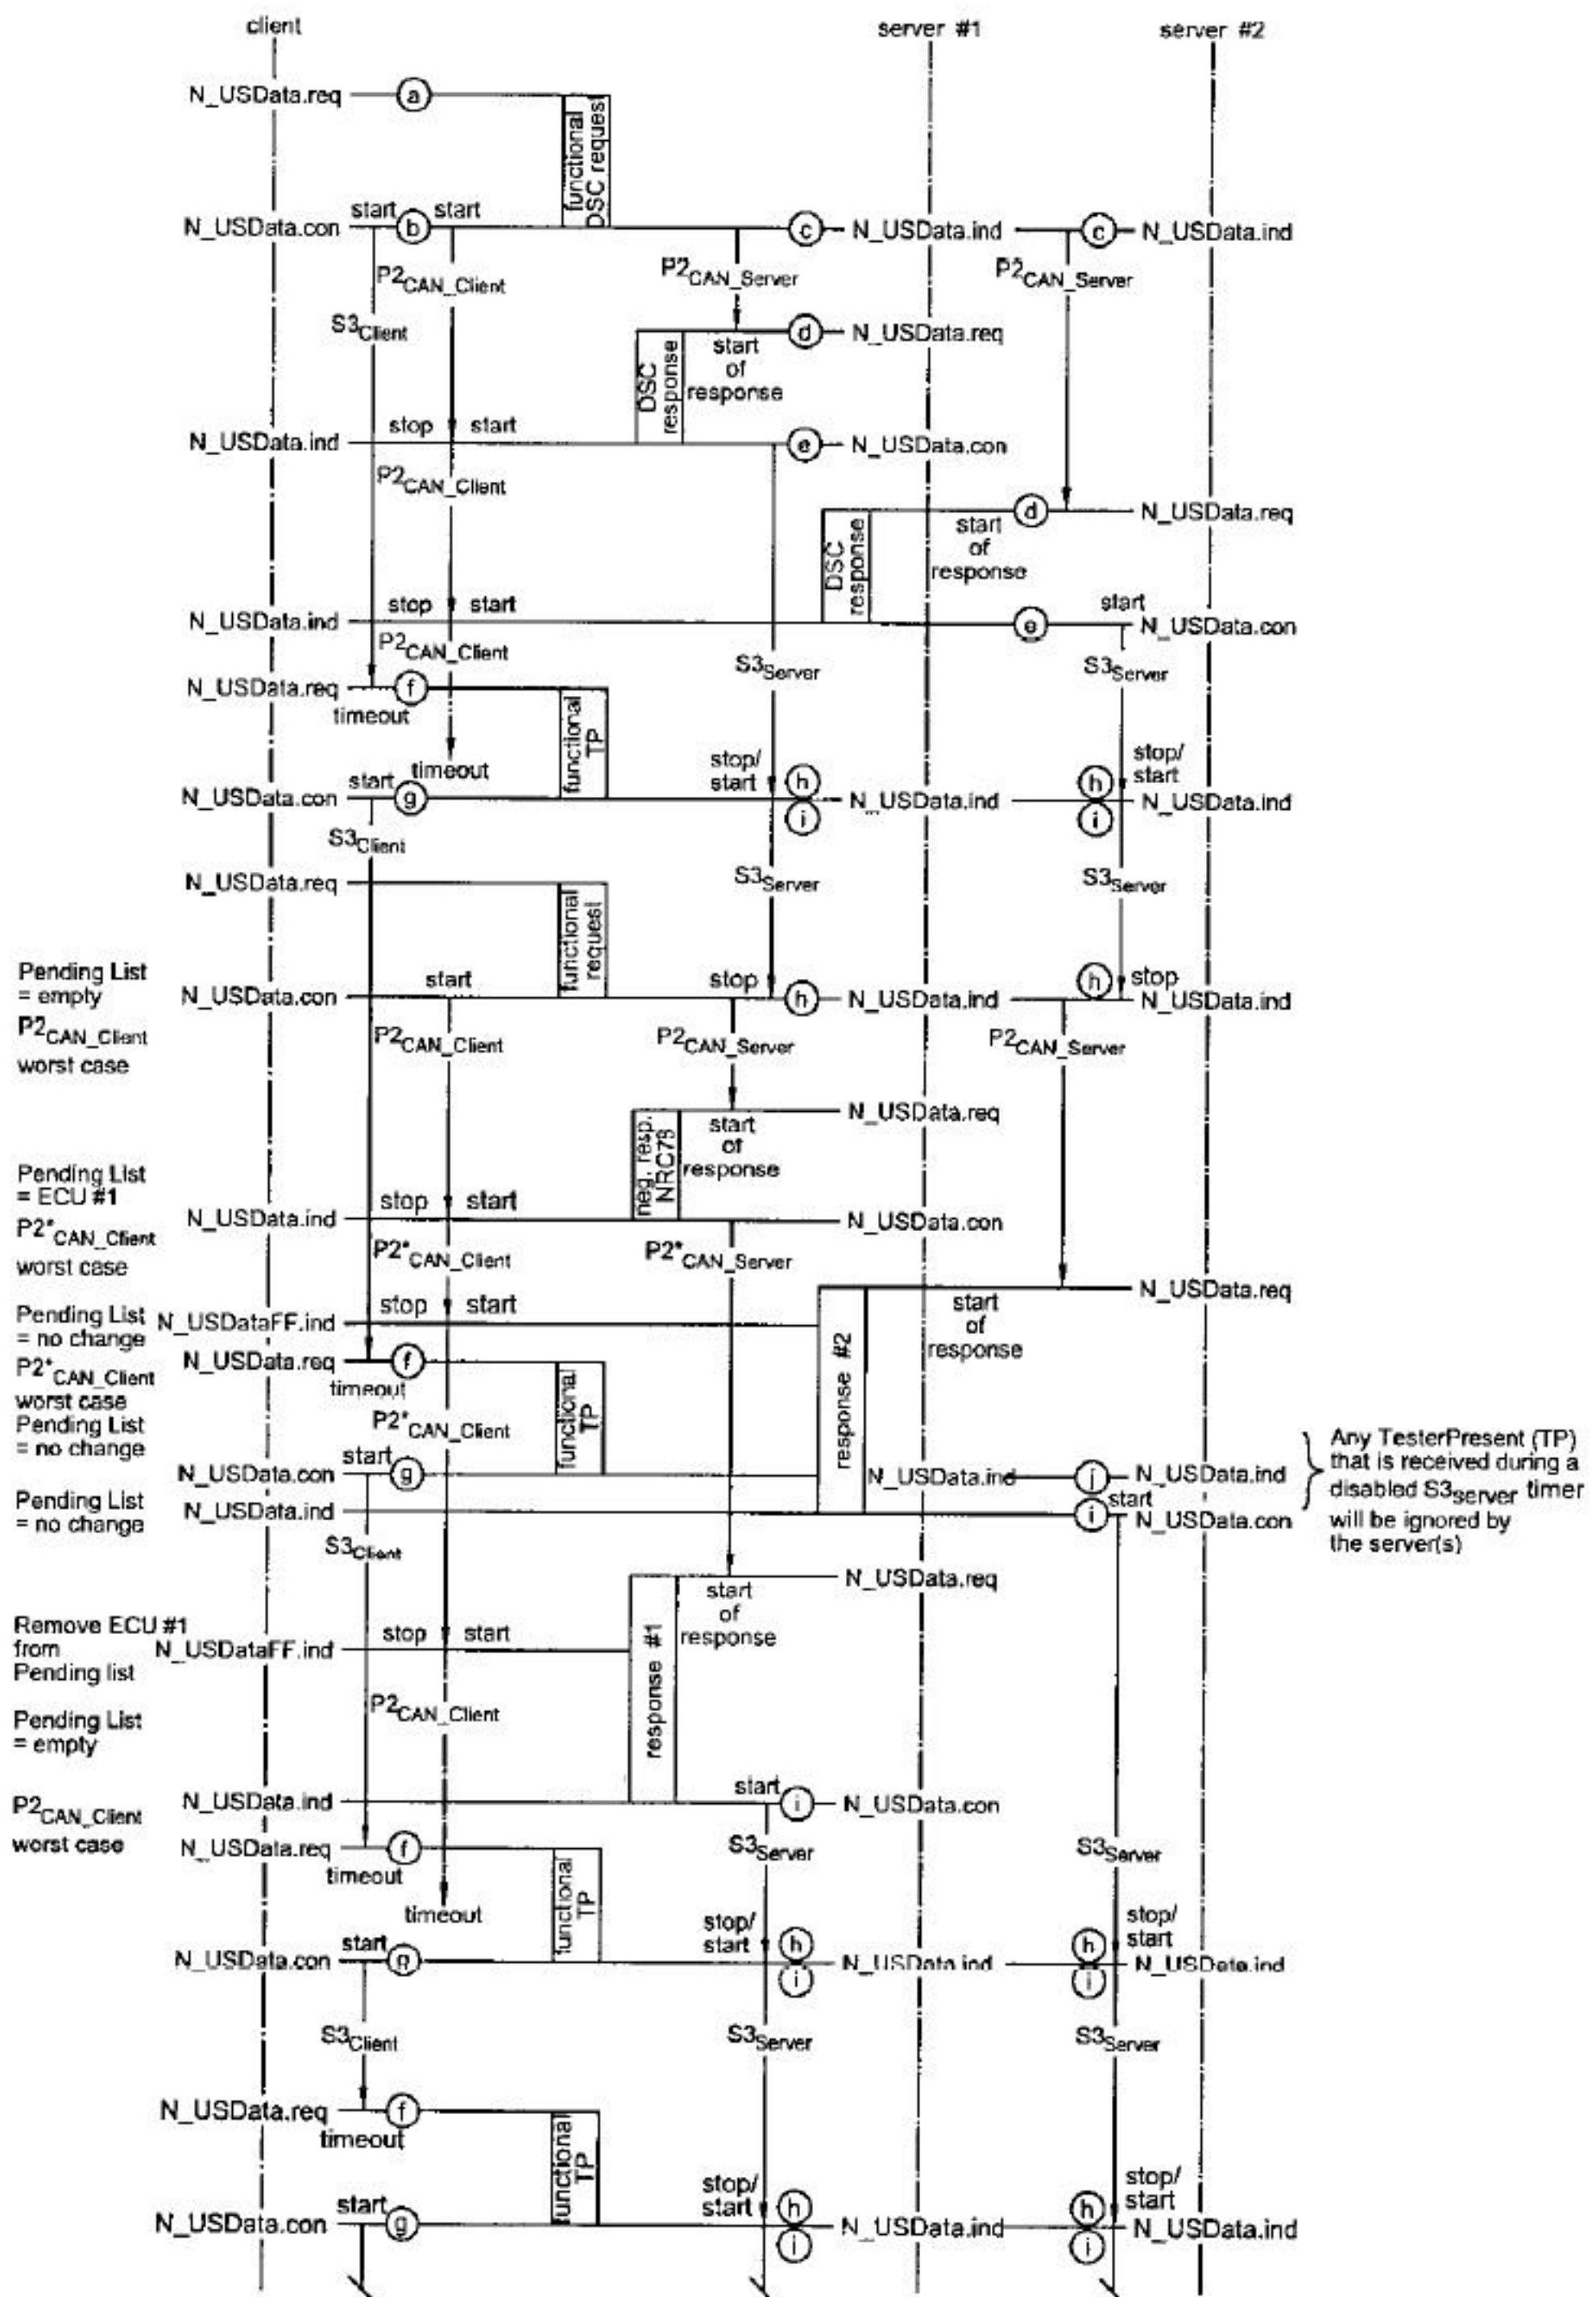 client
server #1
server #2
N_USData.req
a
functional
DSC request
start
b
start
N_USData.con
c
N_USData.ind
c
N_USData.ind
P2CAN_Client
P2CAN_Server
P2CAN_Server
S3Client
d
N_USData.req
start
of
response
DSC
response
stop
start
N_USData.ind
e
N_USData.con
P2CAN_Client
d
N_USData.req
start
of
response
DSC
response
stop
start
start
N_USData.ind
e
N_USData.con
P2CAN_Client
S3Server
S3Server
N_USData.req
f
timeout
functional
TP
timeout
stop/
start
h
stop/
start
h
start
g
N_USData.con
N_USData.ind
N_USData.ind
i
i
S3Client
N_USData.req
S3Server
S3Server
functional
request
Pending List
= empty
P2CAN_Client
worst case
start
stop
h
stop
N_USData.con
h
N_USData.ind
N_USData.ind
P2CAN_Client
P2CAN_Server
P2CAN_Server
N_USData.req
start
of
response
neg. resp.
NRC78
Pending List
= ECU #1
P2*CAN_Client
worst case
stop
start
N_USData.ind
N_USData.con
P2*CAN_Client
P2*CAN_Server
N_USData.req
start
of
response
Pending List
= no change
P2*CAN_Client
worst case
stop
start
N_USDataFF.ind
response #2
N_USData.req
f
timeout
functional
TP
P2*CAN_Client
Pending List
= no change
start
g
N_USData.con
N_USData.ind
j
N_USData.ind
Any TesterPresent (TP)
that is received during a
disabled S3Server timer
will be ignored by
the server(s)
Pending List
= no change
N_USData.ind
i
start
N_USData.con
S3Client
N_USData.req
start
of
response
response #1
Remove ECU #1
from
Pending list
stop
start
N_USDataFF.ind
P2CAN_Client
Pending List
= empty
P2CAN_Client
worst case
start
N_USData.ind
i
N_USData.con
N_USData.req
f
timeout
functional
TP
S3Server
S3Server
timeout
stop/
start
h
stop/
start
h
start
g
N_USData.con
N_USData.ind
N_USData.ind
i
i
S3Client
S3Server
S3Server
N_USData.req
f
timeout
functional
TP
stop/
start
h
stop/
start
h
start
g
N_USData.con
N_USData.ind
N_USData.ind
i
i